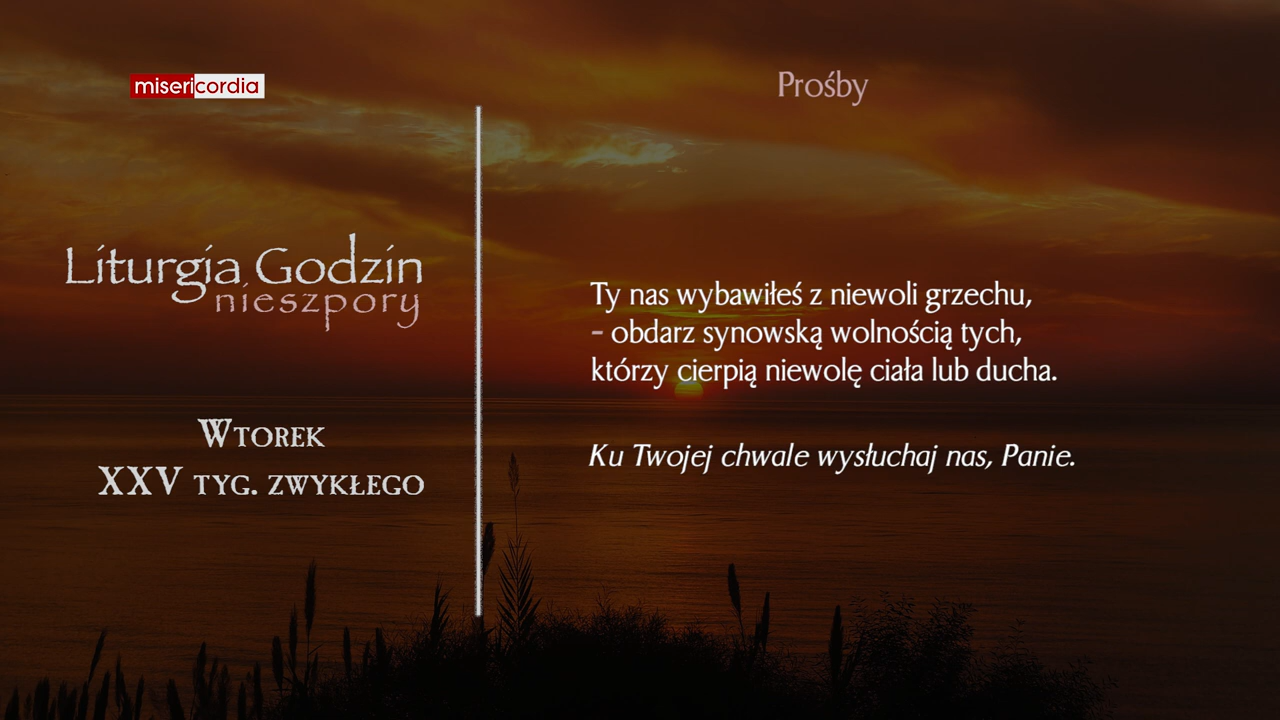 misericordia
Prośby
Liturgia Godzin
nieszpory
Wtorek
XXV tyg. zwykłego
Ty nas wybawiłeś z niewoli grzechu,
- obdarz synowską wolnością tych,
którzy cierpią niewolę ciała lub ducha.
Ku Twojej chwale wysłuchaj nas, Panie.